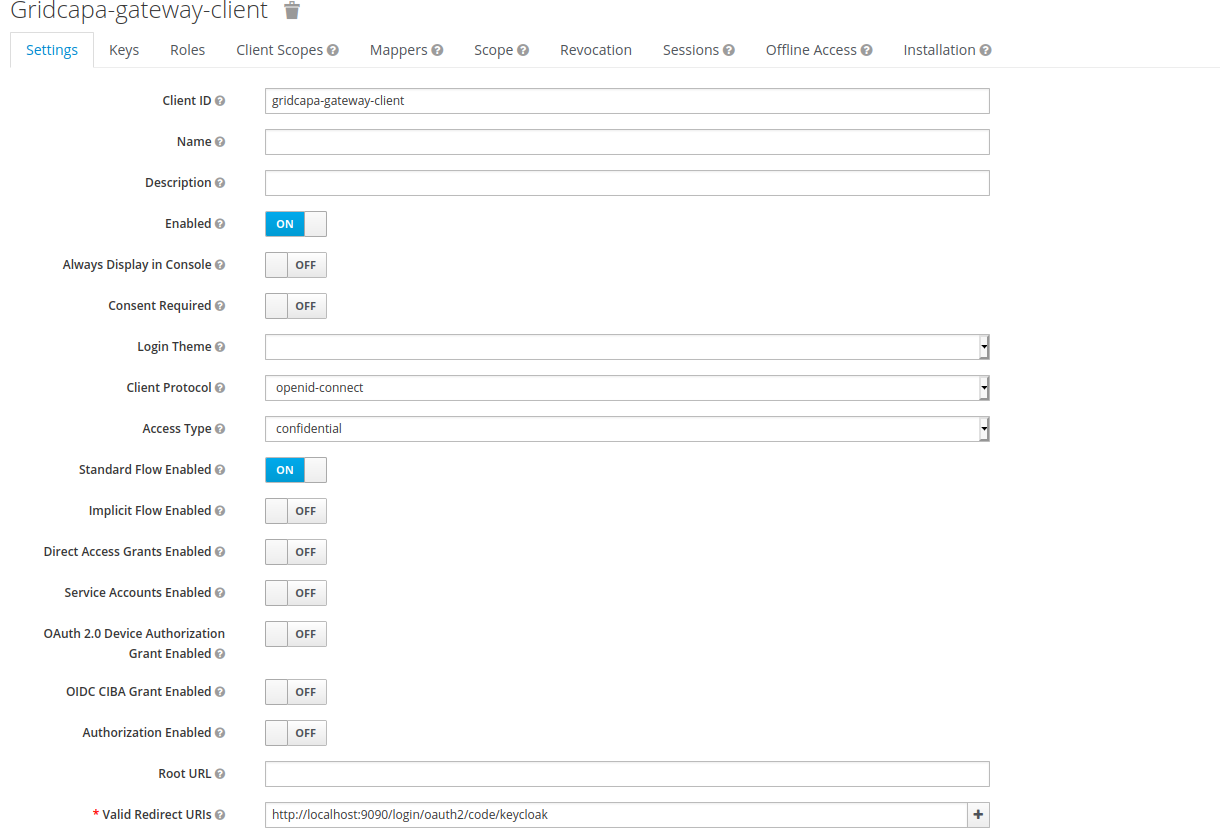 Gridcapa-gateway-client
Settings Keys Roles Client Scopes Mappers Scope Revocation Sessions Offline Access Installation
Client ID gridcapa-gateway-client
Name
Description
Enabled ON
Always Display in Console OFF
Consent Required OFF
Login Theme
Client Protocol openid-connect
Access Type confidential
Standard Flow Enabled ON
Implicit Flow Enabled OFF
Direct Access Grants Enabled OFF
Service Accounts Enabled OFF
OAuth 2.0 Device Authorization OFF
Grant Enabled
OIDC CIBA Grant Enabled OFF
Authorization Enabled OFF
Root URL
* Valid Redirect URIs http://localhost:9090/login/oauth2/code/keycloak +